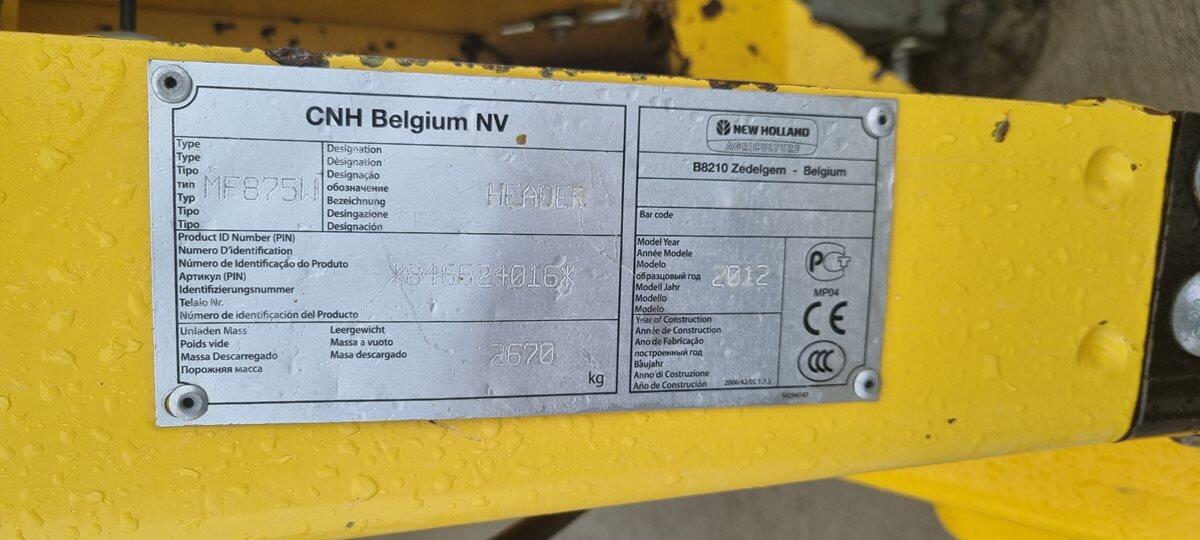 CNH Belgium NV
Type
Type
Tipo
тип
Typ
Tipo
Tipo
MF875W
Designation
Dèsignation
Designação
обозначение
Bezeichnung
Desingazione
Designación
HEADER
Product ID Number (PIN)
Numero D'identification
Número de Identificação do Produto
Артикул (PIN)
Identifizierungsnummer
Telaio Nr.
Número de identificación del Producto
X846624016X
Unladen Mass
Poids vide
Massa Descarregado
Порожняя масса
Leergewicht
Massa a vuoto
Masa descargado
2670
kg
NEW HOLLAND
AGRICULTURE
B8210 Zedelgem - Belgium
Bar code
Model Year
Année Modele
Modelo
образцовый год
Modell Jahr
Modello
Modelo
2012
Year of Construction
Année de Construction
Ano de Fabricação
построенный год
Baujahr
Anno di Costruzione
Año de Construción
2006/42/EC 1.7.3
PCT
MP04
CE
CCC